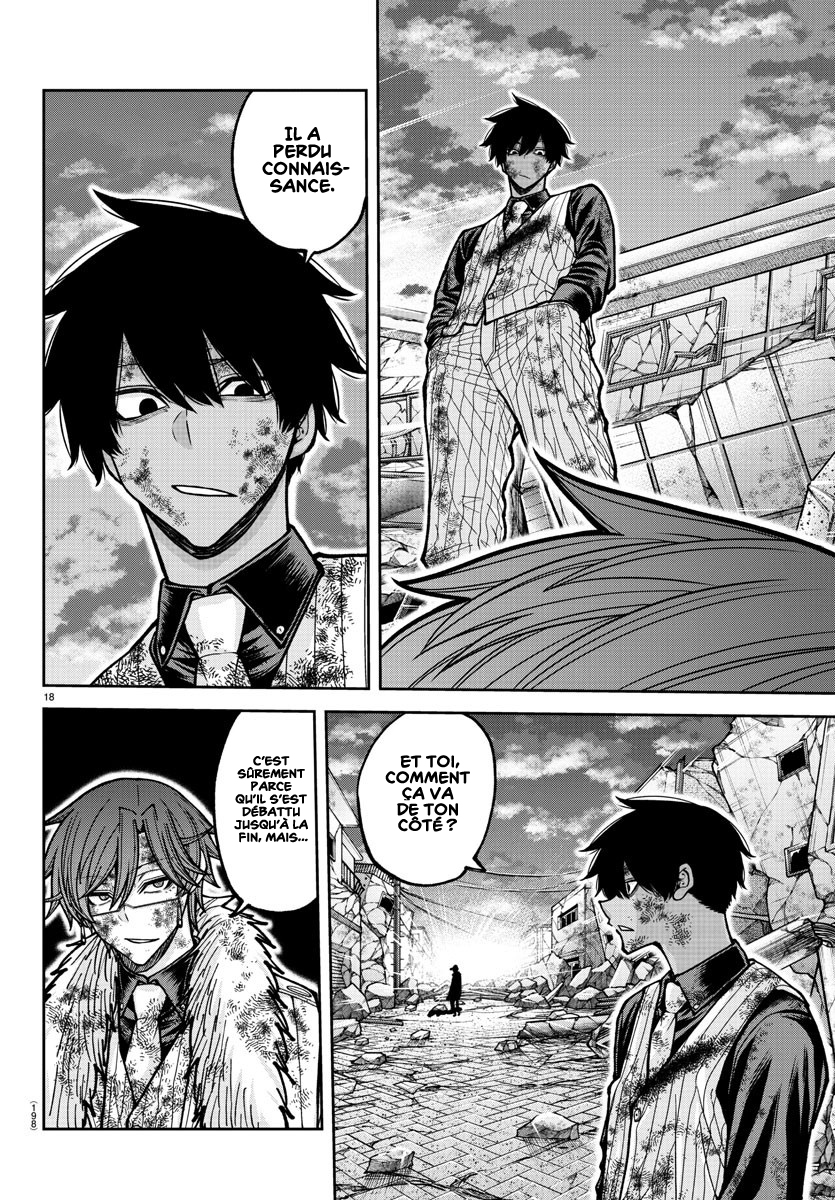 IL A
PERDU
CONNAIS-
SANCE.
18
ET TOI,
COMMENT
ÇA VA
DE TON
CÔTÉ ?
C'EST
SÛREMENT
PARCE
QU'IL S'EST
DÉBATTU
JUSQU'À LA
FIN, MAIS...
(198)